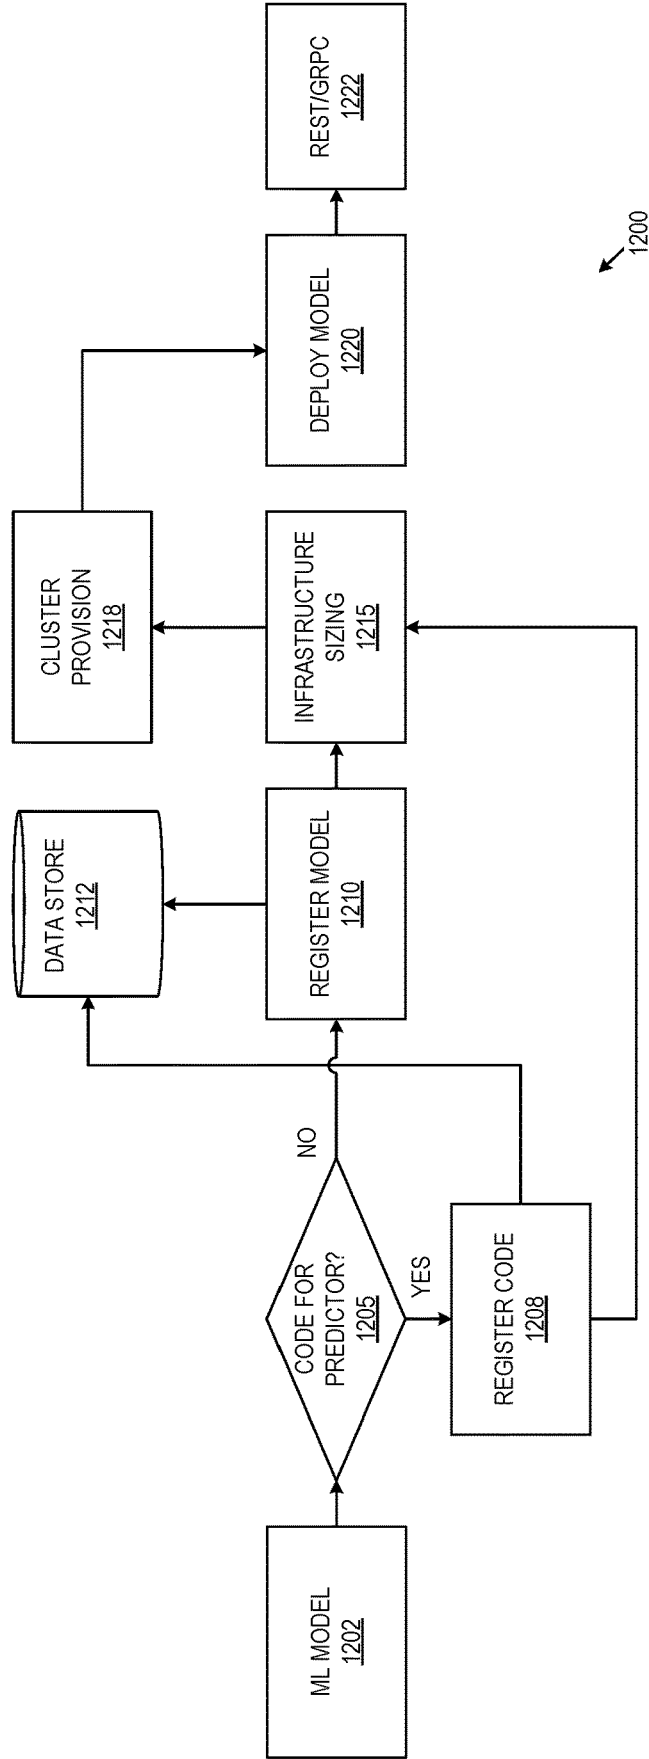 ML MODEL
1202
CODE FOR
PREDICTOR?
1205
NO
YES
REGISTER CODE
1208
REGISTER MODEL
1210
DATA STORE
1212
INFRASTRUCTURE
SIZING
1215
CLUSTER
PROVISION
1218
DEPLOY MODEL
1220
REST/GRPC
1222
1200